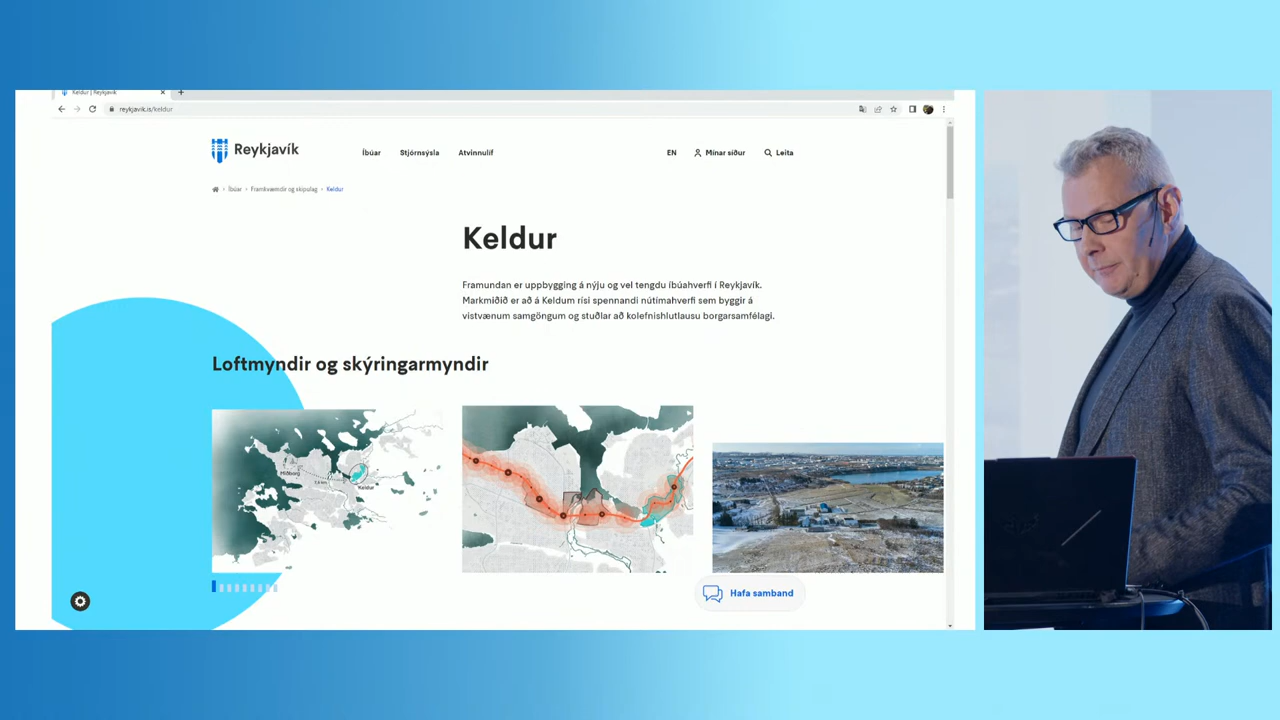 Keldur | Reykjavík
reykjavik.is/keldur
Reykjavík
Íbúar
Stjórnsýsla
Atvinnulíf
EN
Mínar síður
Leita
Íbúar › Framkvæmdir og skipulag › Keldur
Keldur
Framundan er uppbygging á nýju og vel tengdu íbúahverfi í Reykjavík.
Markmiðið er að á Keldum rísi spennandi nútímahverfi sem byggir á
vistvænum samgöngum og stuðlar að kolefnishlutlausu borgarsamfélagi.
Loftmyndir og skýringarmyndir
Miðborg
Keldur
Hafa samband